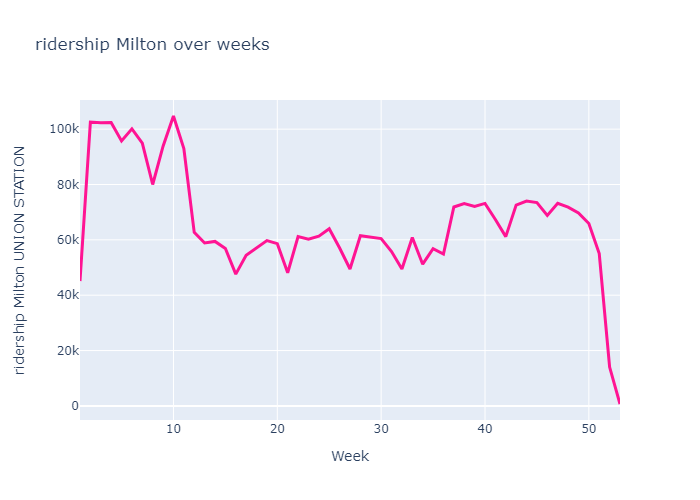 ridership Milton over weeks
ridership Milton UNION STATION
100k
80k
60k
40k
20k
0
10
20
30
40
50
Week